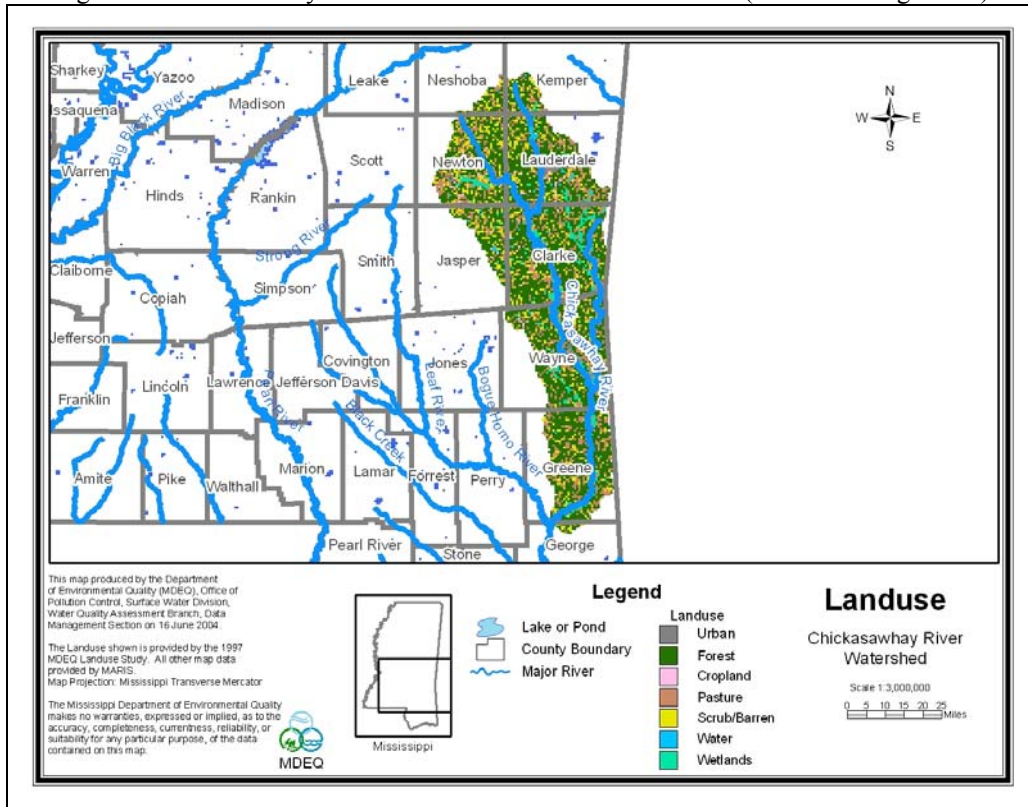 Sharkey
Yazoo
Leake
Neshoba
Kemper
Issaquena
Madison
Big Black River
Warren
Scott
Newton
Lauderdale
Hinds
Rankin
Strong River
Claiborne
Smith
Jasper
Clarke
Copiah
Simpson
Chickasawhay River
Jefferson
Covington
Jones
Wayne
Lincoln
Lawrence
Jefferson Davis
Franklin
Pearl River
Leaf River
Bogue Homo River
Black Creek
Amite
Pike
Walthall
Marion
Lamar
Forrest
Perry
Greene
Pearl River
Stone
George
N
W E
S
This map produced by the Department
of Environmental Quality (MDEQ), Office of
Pollution Control, Surface Water Division,
Water Quality Assessment Branch, Data
Management Section on 16 June 2004.
The Landuse shown is provided by the 1997
MDEQ Landuse Study. All other map data
provided by MARIS.
Map Projection: Mississippi Transverse Mercator
The Mississippi Department of Environmental Quality
makes no warranties, expressed or implied, as to the
accuracy, completeness, currentness, reliability, or
suitability for any particular purpose, of the data
contained on this map.
MDEQ
Mississippi
Legend
Lake or Pond
County Boundary
Major River
Landuse
Urban
Forest
Cropland
Pasture
Scrub/Barren
Water
Wetlands
Landuse
Chickasawhay River
Watershed
Scale 1:3,000,000
0 5 10 15 20 25
Miles